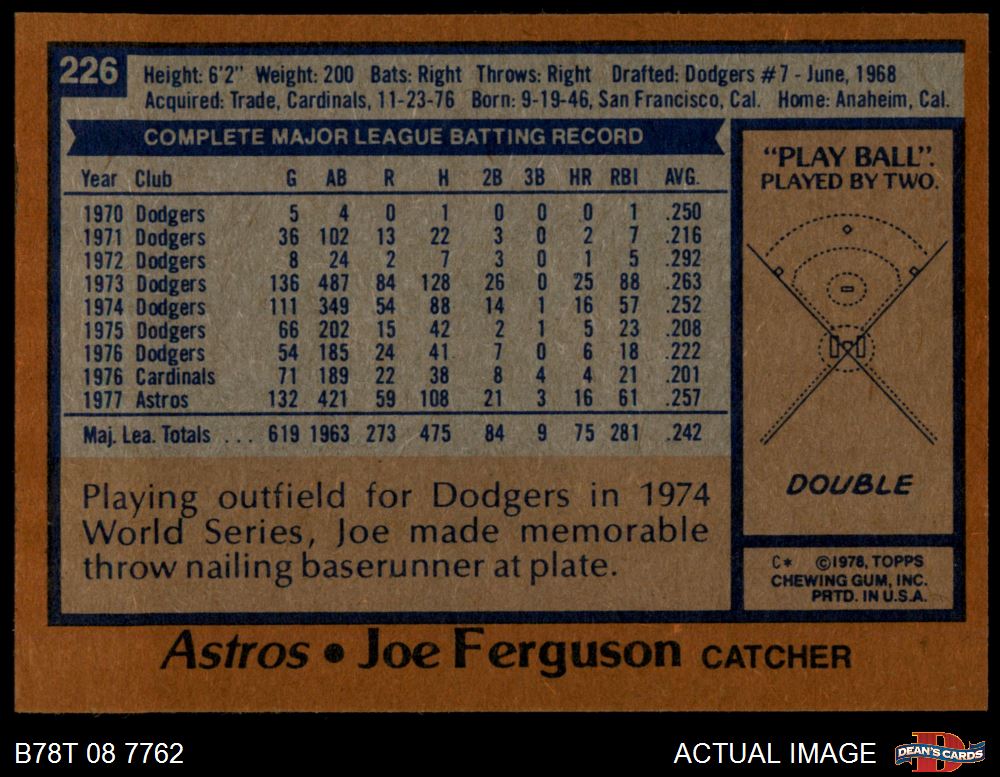 226
Height: 6'2" Weight: 200 Bats: Right Throws: Right Drafted: Dodgers #7 - June, 1968
Acquired: Trade, Cardinals, 11-23-76 Born: 9-19-46, San Francisco, Cal. Home: Anaheim, Cal.
COMPLETE MAJOR LEAGUE BATTING RECORD
Year Club G AB R H 2B 3B HR RBI AVG.
1970 Dodgers 5 4 0 1 0 0 0 1 .250
1971 Dodgers 36 102 13 22 3 0 2 7 .216
1972 Dodgers 8 24 2 7 3 0 1 5 .292
1973 Dodgers 136 487 84 128 26 0 25 88 .263
1974 Dodgers 111 349 54 88 14 1 16 57 .252
1975 Dodgers 66 202 15 42 2 1 5 23 .208
1976 Dodgers 54 185 24 41 7 0 6 18 .222
1976 Cardinals 71 189 22 38 8 4 4 21 .201
1977 Astros 132 421 59 108 21 3 16 61 .257
Maj. Lea. Totals . . . 619 1963 273 475 84 9 75 281 .242
Playing outfield for Dodgers in 1974
World Series, Joe made memorable
throw nailing baserunner at plate.
"PLAY BALL".
PLAYED BY TWO.
DOUBLE
C* ©1978, TOPPS
CHEWING GUM, INC.
PRTD. IN U.S.A.
Astros • Joe Ferguson CATCHER
B78T 08 7762
ACTUAL IMAGE
DEAN'S CARDS